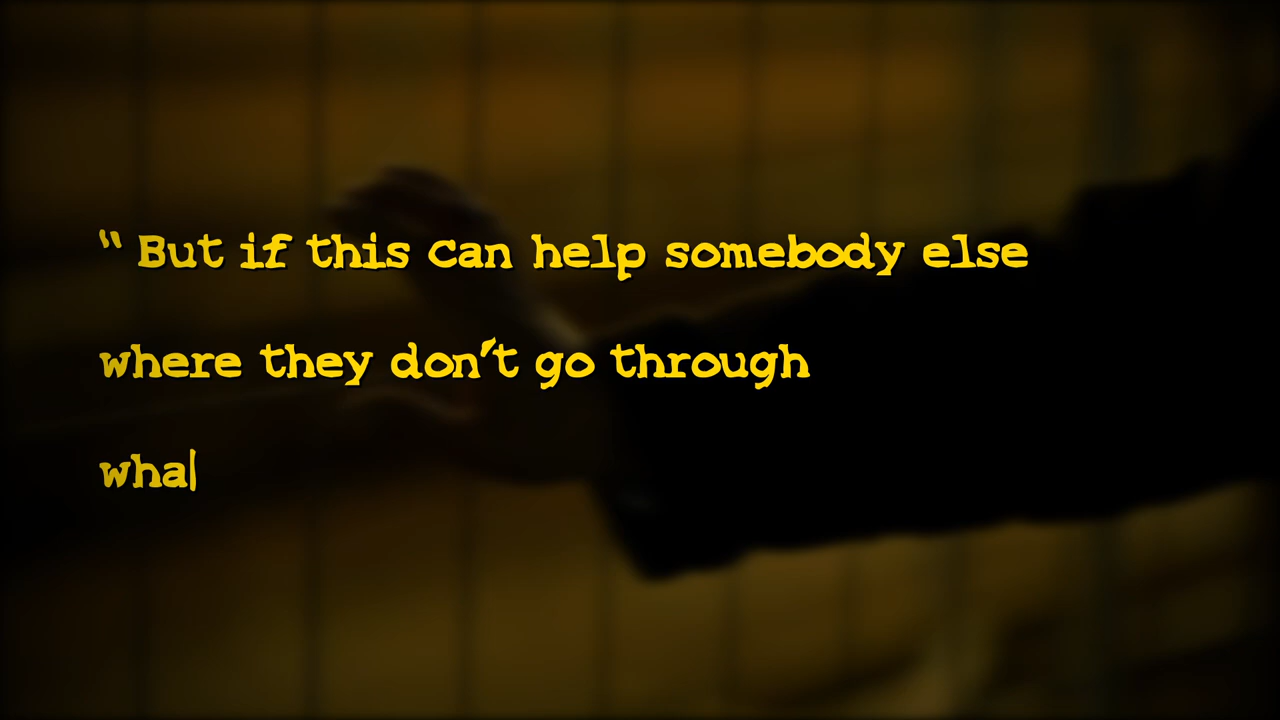 “ But if this can help somebody else
where they don’t go through
wha